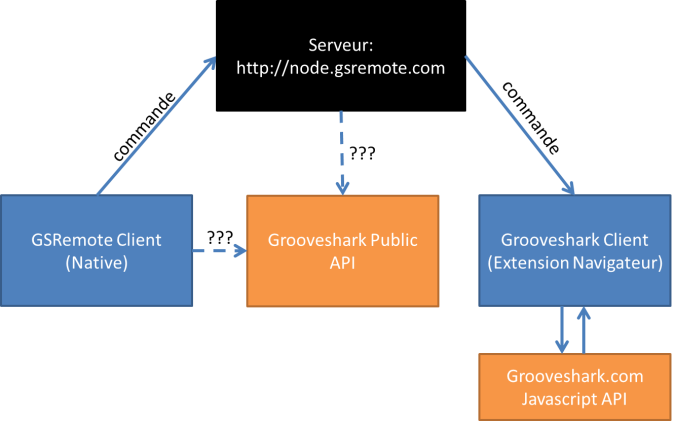 Serveur:
http://node.gsremote.com
commande
commande
???
GSRemote Client
(Native)
???
Grooveshark Public
API
Grooveshark Client
(Extension Navigateur)
Grooveshark.com
Javascript API